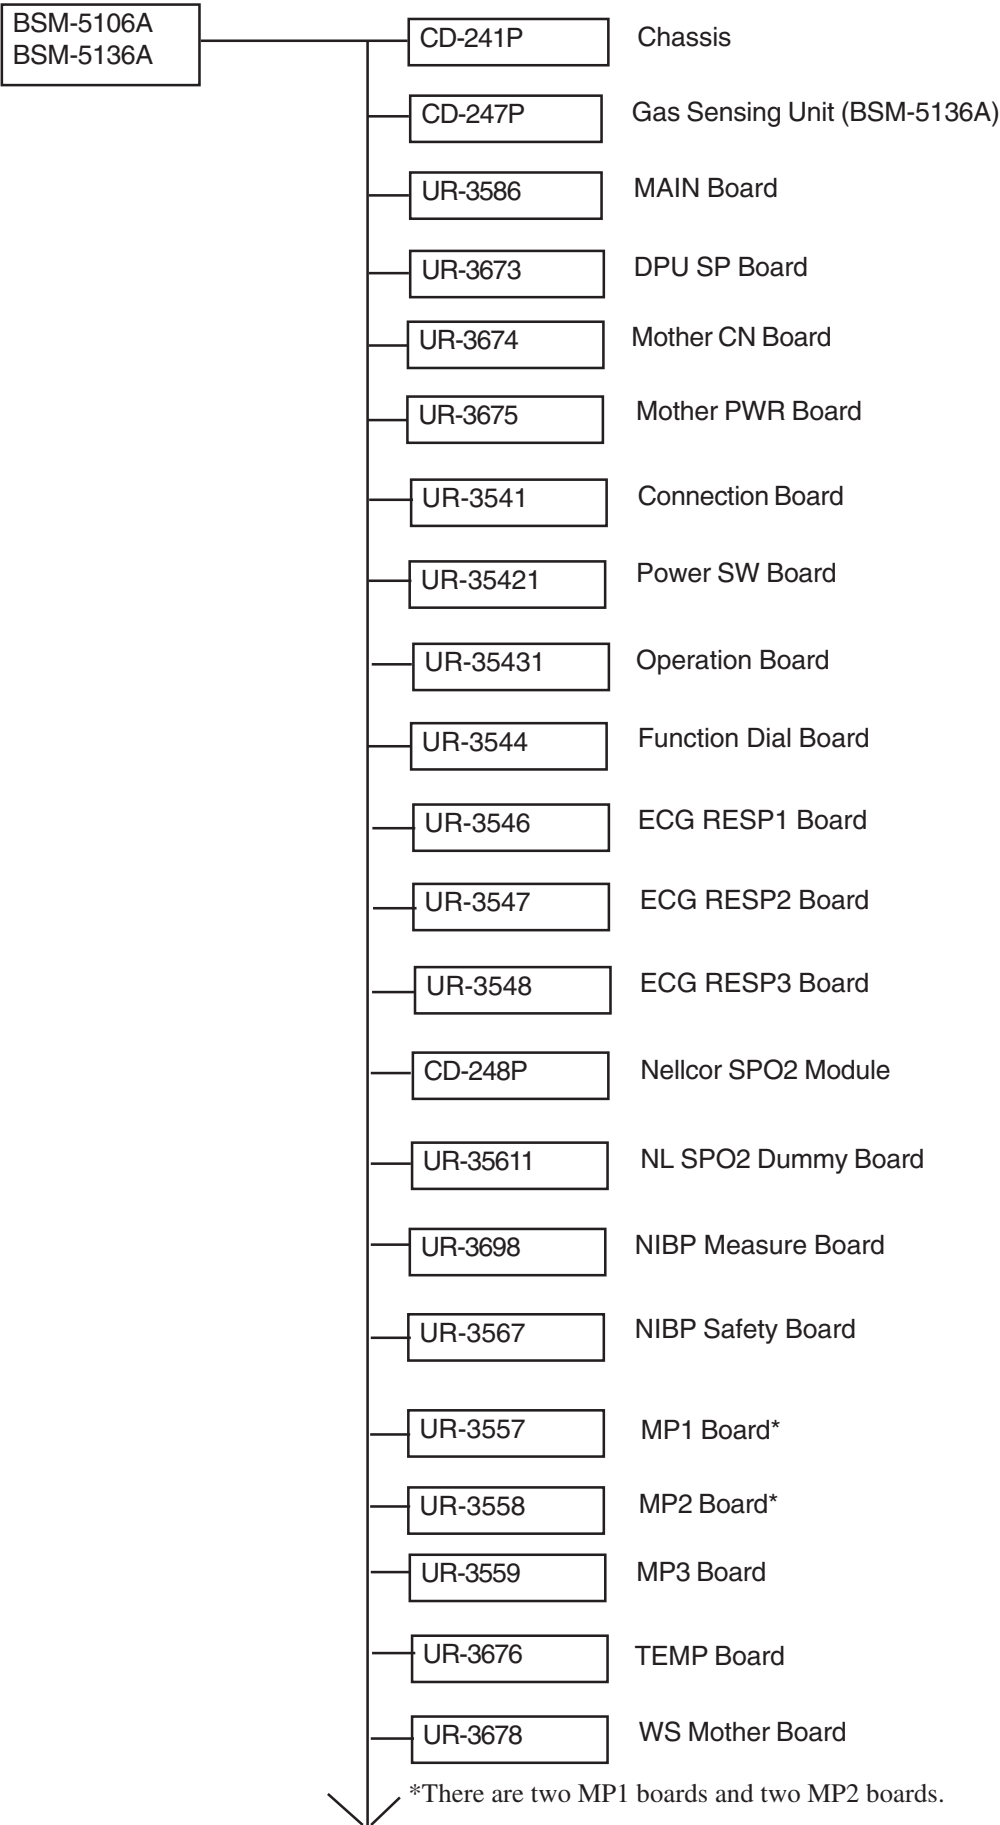 BSM-5106A
BSM-5136A
CD-241P Chassis
CD-247P Gas Sensing Unit (BSM-5136A)
UR-3586 MAIN Board
UR-3673 DPU SP Board
UR-3674 Mother CN Board
UR-3675 Mother PWR Board
UR-3541 Connection Board
UR-35421 Power SW Board
UR-35431 Operation Board
UR-3544 Function Dial Board
UR-3546 ECG RESP1 Board
UR-3547 ECG RESP2 Board
UR-3548 ECG RESP3 Board
CD-248P Nellcor SPO2 Module
UR-35611 NL SPO2 Dummy Board
UR-3698 NIBP Measure Board
UR-3567 NIBP Safety Board
UR-3557 MP1 Board*
UR-3558 MP2 Board*
UR-3559 MP3 Board
UR-3676 TEMP Board
UR-3678 WS Mother Board
*There are two MP1 boards and two MP2 boards.